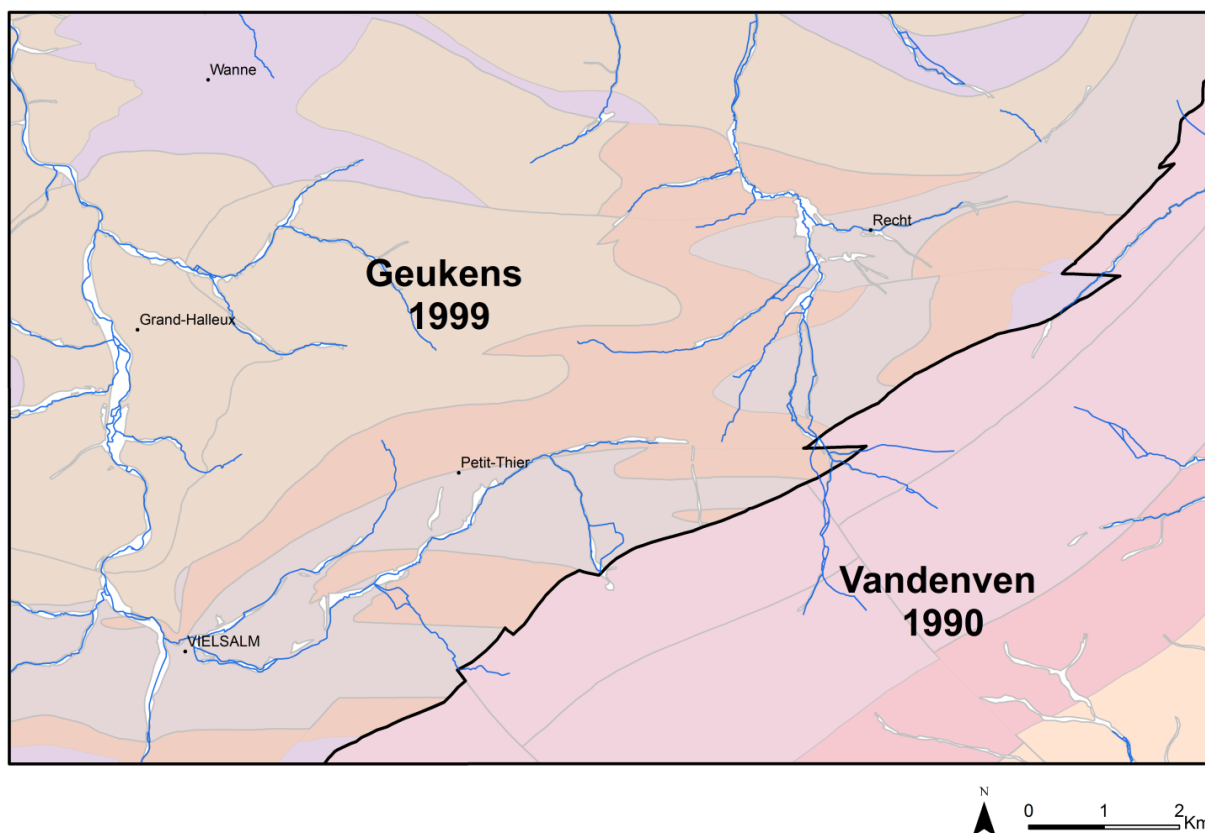 Wanne
Recht
Geukens
1999
Grand-Halleux
Petit-Thier
Vandenven
1990
VIELSALM
N
0 1 2
Km